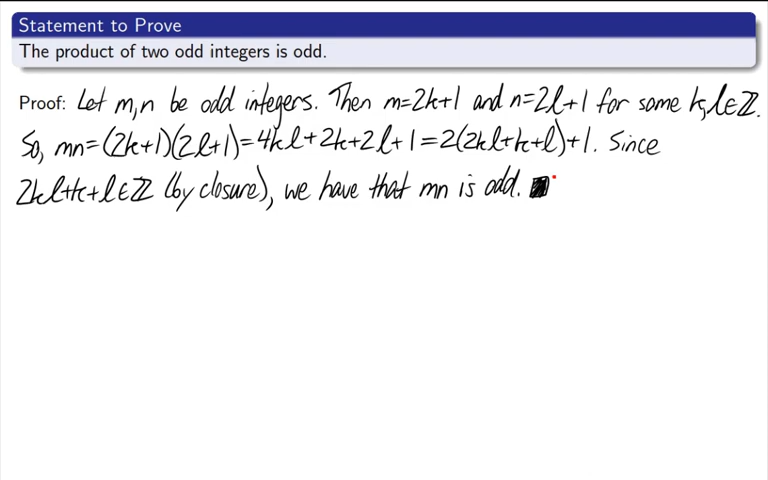 Statement to Prove
The product of two odd integers is odd.
Proof: Let m,n be odd integers. Then m=2k+1 and n=2ℓ+1 for some k,ℓ∈ℤ.
So, mn=(2k+1)(2ℓ+1)=4kℓ+2k+2ℓ+1=2(2kℓ+k+ℓ)+1. Since
2kℓ+k+ℓ∈ℤ (by closure), we have that mn is odd. ■